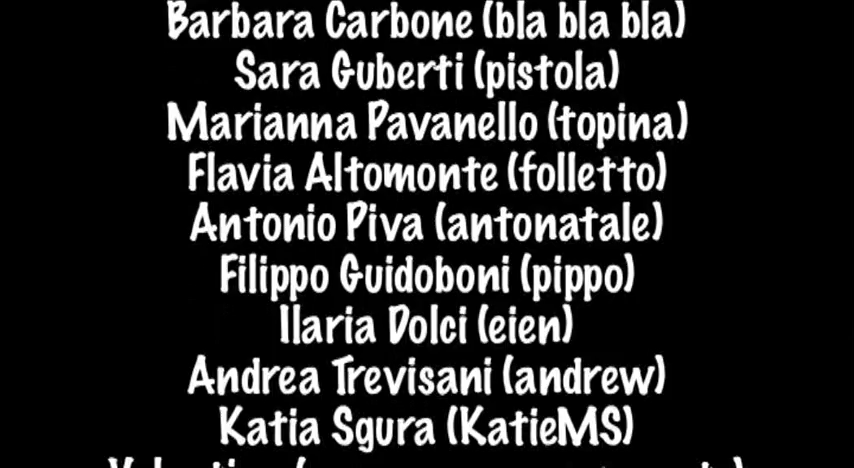 Barbara Carbone (bla bla bla)
Sara Guberti (pistola)
Marianna Pavanello (topina)
Flavia Altomonte (folletto)
Antonio Piva (antonatale)
Filippo Guidoboni (pippo)
Ilaria Dolci (eien)
Andrea Trevisani (andrew)
Katia Sgura (KatieMS)